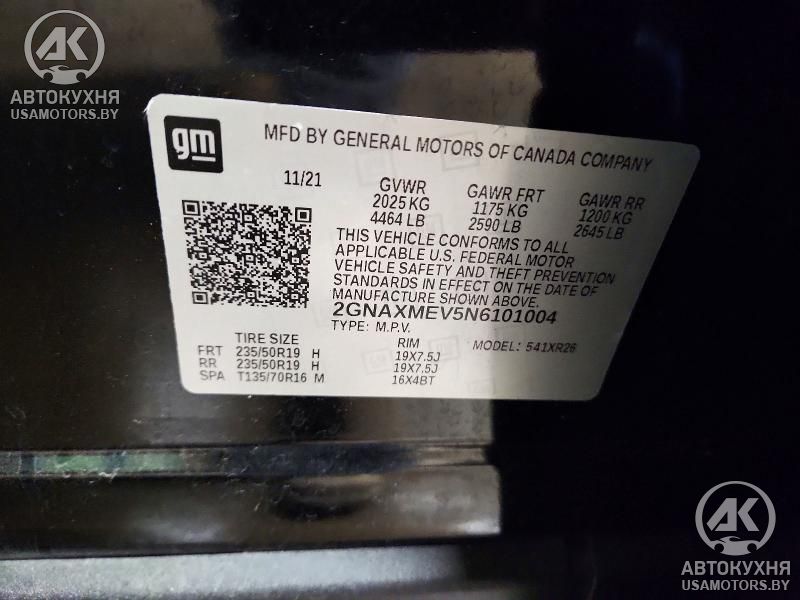 AK
АВТОКУХНЯ
USAMOTORS.BY
gm
MFD BY GENERAL MOTORS OF CANADA COMPANY
11/21 GVWR GAWR FRT GAWR RR
2025 KG 1175 KG 1200 KG
4464 LB 2590 LB 2645 LB
THIS VEHICLE CONFORMS TO ALL
APPLICABLE U.S. FEDERAL MOTOR
VEHICLE SAFETY AND THEFT PREVENTION
STANDARDS IN EFFECT ON THE DATE OF
MANUFACTURE SHOWN ABOVE.
2GNAXMEV5N6101004
TYPE: M.P.V.
TIRE SIZE RIM MODEL: 541XR26
FRT 235/50R19 H 19X7.5J
RR 235/50R19 H 19X7.5J
SPA T135/70R16 M 16X4BT
AK
АВТОКУХНЯ
USAMOTORS.BY